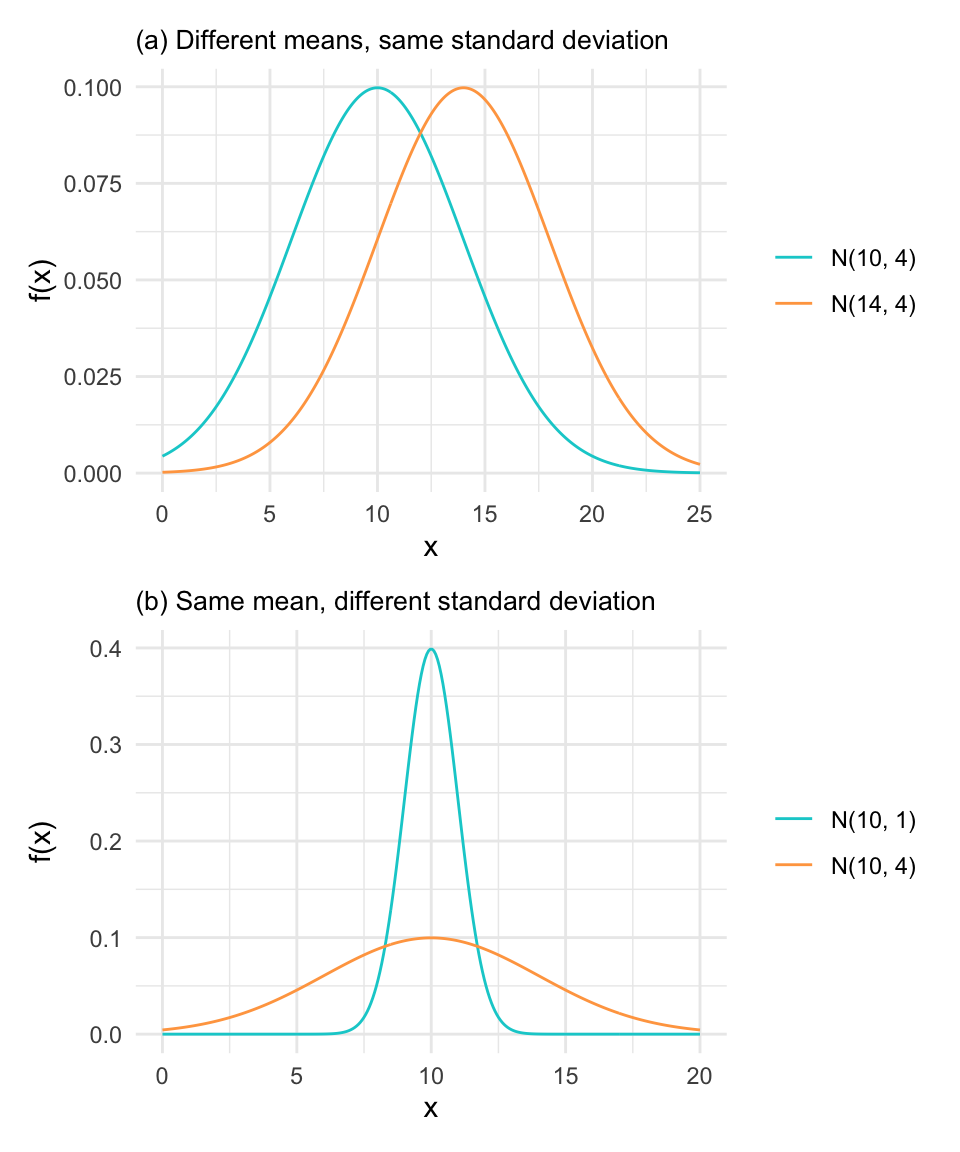 (a) Different means, same standard deviation
0.100
0.075
0.050
0.025
0.000
f(x)
0 5 10 15 20 25
x
N(10, 4)
N(14, 4)
(b) Same mean, different standard deviation
0.4
0.3
0.2
0.1
0.0
f(x)
0 5 10 15 20
x
N(10, 1)
N(10, 4)